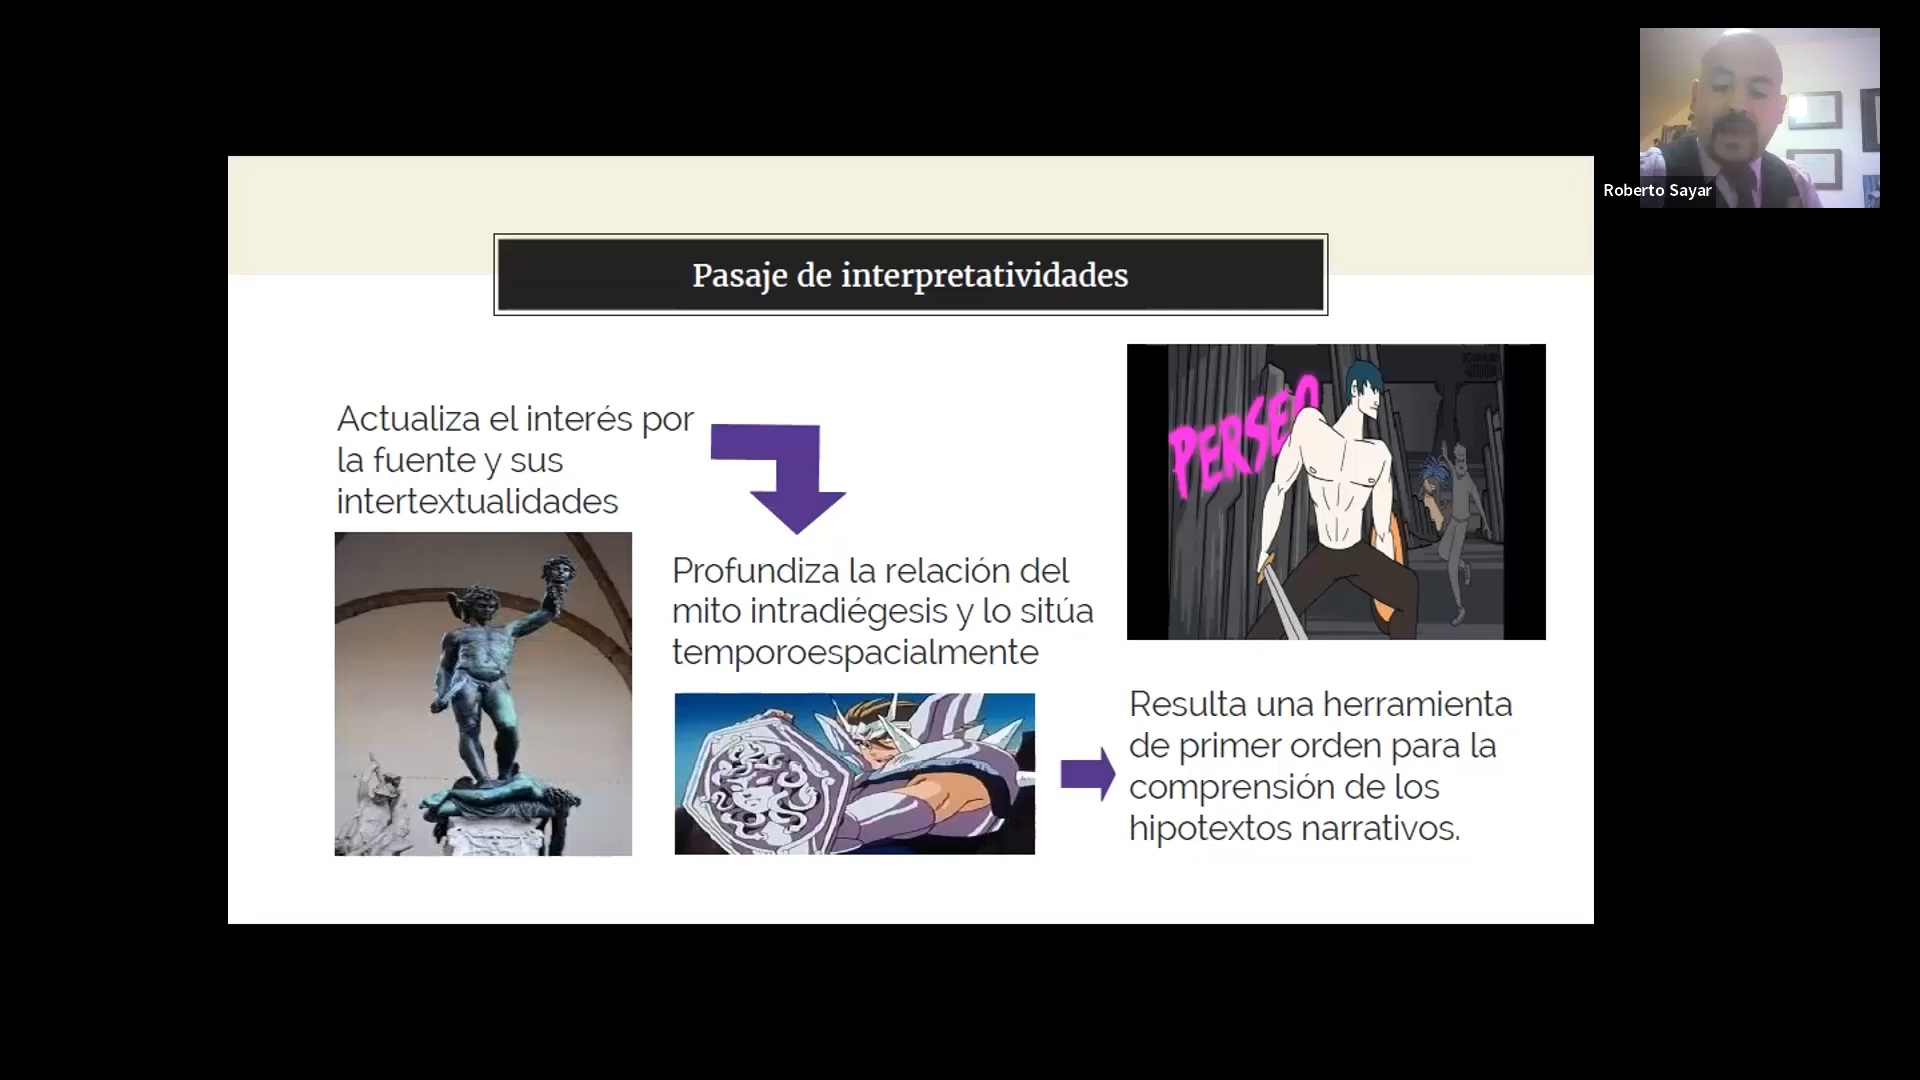 Roberto Sayar
Pasaje de interpretatividades
Actualiza el interés por
la fuente y sus
intertextualidades
Profundiza la relación del
mito intradiégesis y lo sitúa
temporoespacialmente
PERSEO
Resulta una herramienta
de primer orden para la
comprensión de los
hipotextos narrativos.